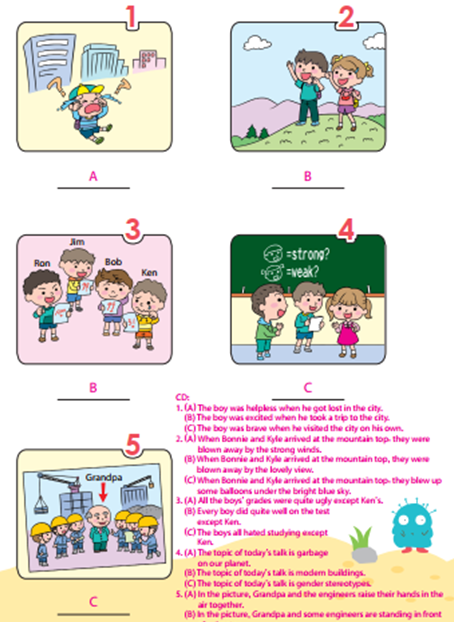 1
2
A
B
3
4
Ron
Jim
Bob
Ken
=strong?
=weak?
B
C
5
Grandpa
C
CD:
1. (A) The boy was helpless when he got lost in the city.
(B) The boy was excited when he took a trip to the city.
(C) The boy was brave when he visited the city on his own.
2. (A) When Bonnie and Kyle arrived at the mountain top, they were
blown away by the strong winds.
(B) When Bonnie and Kyle arrived at the mountain top, they were
blown away by the lovely view.
(C) When Bonnie and Kyle arrived at the mountain top, they blew up
some balloons under the bright blue sky.
3. (A) All the boys' grades were quite ugly except Ken's.
(B) Every boy did quite well on the test
except Ken.
(C) The boys all hated studying except
Ken.
4. (A) The topic of today's talk is garbage
on our planet.
(B) The topic of today's talk is modern buildings.
(C) The topic of today's talk is gender stereotypes.
5. (A) In the picture, Grandpa and the engineers raise their hands in the
air together.
(B) In the picture, Grandpa and some engineers are standing in front